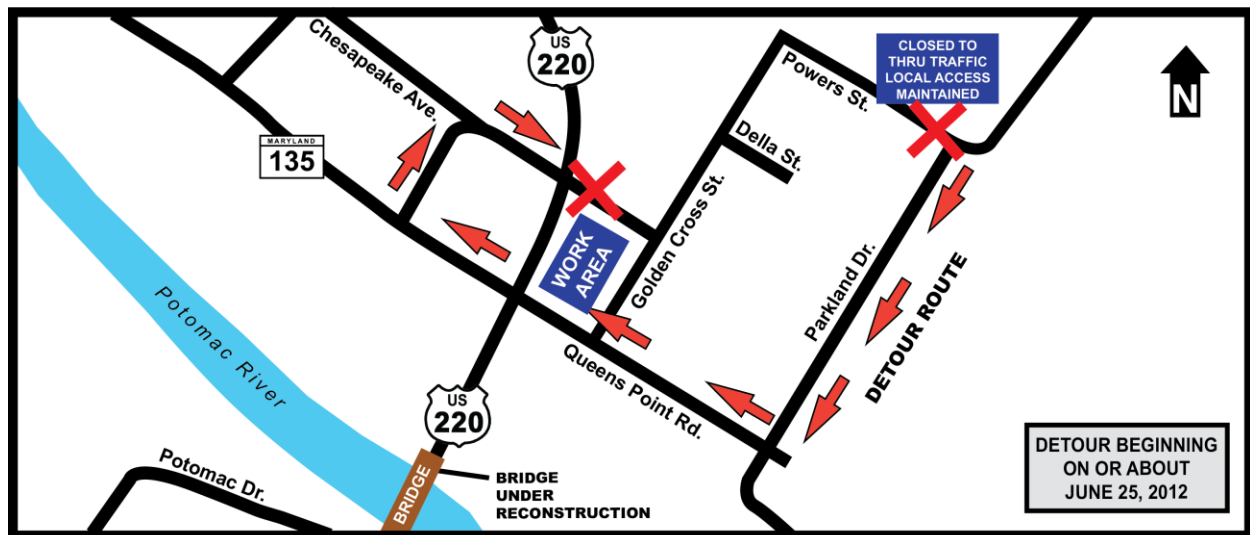 Chesapeake Ave.
US
220
CLOSED TO
THRU TRAFFIC
LOCAL ACCESS
MAINTAINED
Powers St.
N
MARYLAND
135
Della St.
Golden Cross St.
WORK
AREA
Parkland Dr.
DETOUR ROUTE
Potomac River
Queens Point Rd.
US
220
Potomac Dr.
BRIDGE
BRIDGE
UNDER
RECONSTRUCTION
DETOUR BEGINNING
ON OR ABOUT
JUNE 25, 2012